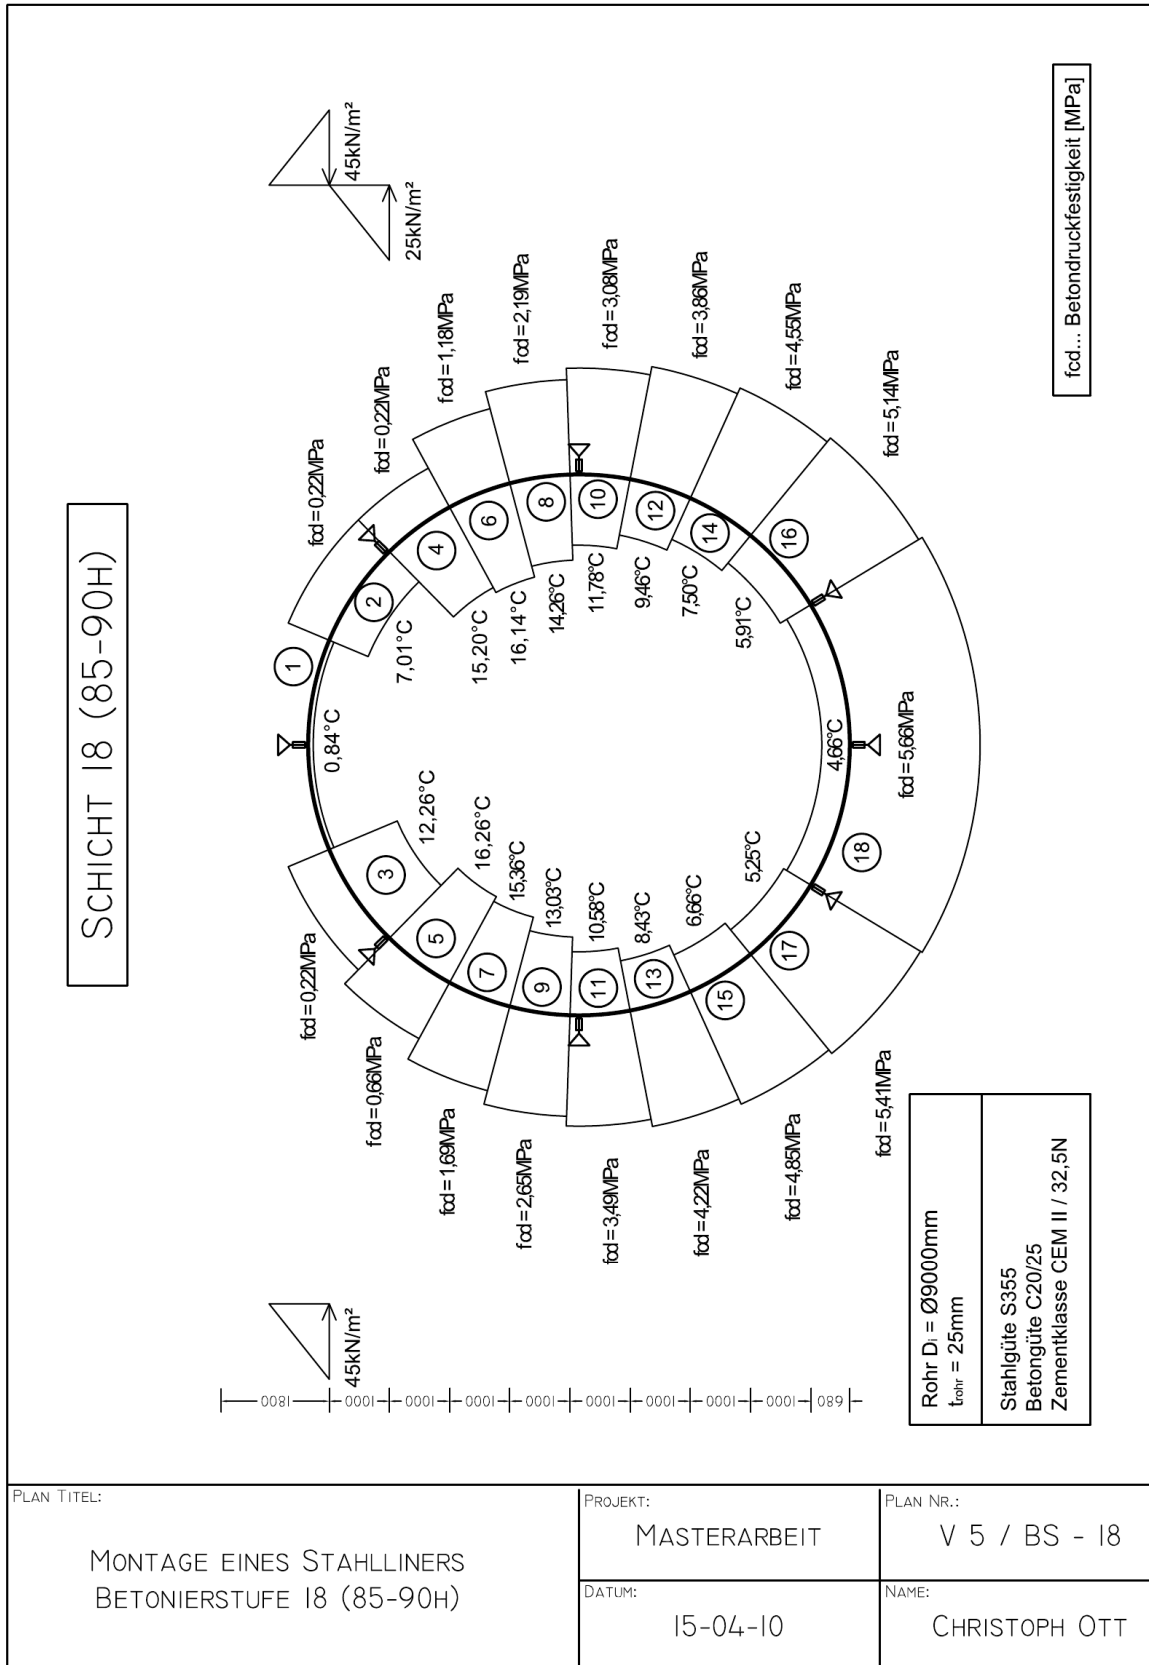 SCHICHT 18 (85-90H)
45kN/m²
25kN/m²
45kN/m²
fcd=0,22MPa
fcd=0,22MPa
fcd=1,18MPa
fcd=2,19MPa
fcd=3,08MPa
fcd=3,86MPa
fcd=4,55MPa
fcd=5,14MPa
fcd=5,66MPa
fcd=0,22MPa
fcd=0,66MPa
fcd=1,69MPa
fcd=2,65MPa
fcd=3,49MPa
fcd=4,22MPa
fcd=4,85MPa
fcd=5,41MPa
1
2
4
6
8
10
12
14
16
3
5
7
9
11
13
15
17
18
0,84°C
7,01°C
15,20°C
16,14°C
14,26°C
11,78°C
9,46°C
7,50°C
5,91°C
4,66°C
12,26°C
16,26°C
15,36°C
13,03°C
10,58°C
8,43°C
6,66°C
5,25°C
1800
1000
1000
1000
1000
1000
1000
1000
1000
680
fcd... Betondruckfestigkeit [MPa]
Rohr Di = Ø9000mm
trohr = 25mm
Stahlgüte S355
Betongüte C20/25
Zementklasse CEM II / 32,5N
PLAN TITEL:
MONTAGE EINES STAHLLINERS
BETONIERSTUFE 18 (85-90H)
PROJEKT:
MASTERARBEIT
PLAN NR.:
V 5 / BS - 18
DATUM:
15-04-10
NAME:
CHRISTOPH OTT